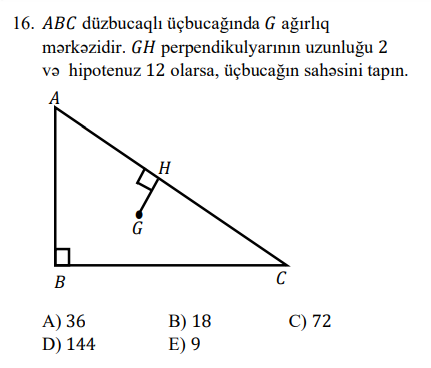 16. ABC düzbucaqlı üçbucağında G ağırlıq
mərkəzidir. GH perpendikulyarının uzunluğu 2
və hipotenuz 12 olarsa, üçbucağın sahəsini tapın.
A
H
G
B
C
A) 36 B) 18 C) 72
D) 144 E) 9